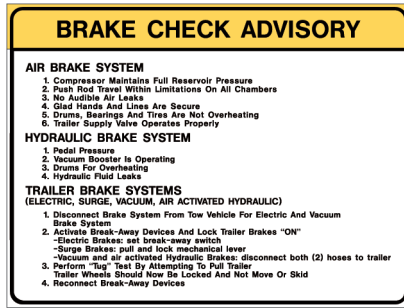 BRAKE CHECK ADVISORY
AIR BRAKE SYSTEM
1. Compressor Maintains Full Reservoir Pressure
2. Push Rod Travel Within Limitations On All Chambers
3. No Audible Air Leaks
4. Glad Hands And Lines Are Secure
5. Drums, Bearings And Tires Are Not Overheating
6. Trailer Supply Valve Operates Properly
HYDRAULIC BRAKE SYSTEM
1. Pedal Pressure
2. Vacuum Booster Is Operating
3. Drums For Overheating
4. Hydraulic Fluid Leaks
TRAILER BRAKE SYSTEMS
(ELECTRIC, SURGE, VACUUM, AIR ACTIVATED HYDRAULIC)
1. Disconnect Brake System From Tow Vehicle For Electric And Vacuum
Brake System
2. Activate Break-Away Devices And Lock Trailer Brakes “ON”
-Electric Brakes: set break-away switch
-Surge Brakes: pull and lock mechanical lever
-Vacuum and air activated Hydraulic Brakes: disconnect both (2) hoses to trailer
3. Perform “Tug” Test By Attempting To Pull Trailer
Trailer Wheels Should Now Be Locked And Not Move Or Skid
4. Reconnect Break-Away Devices